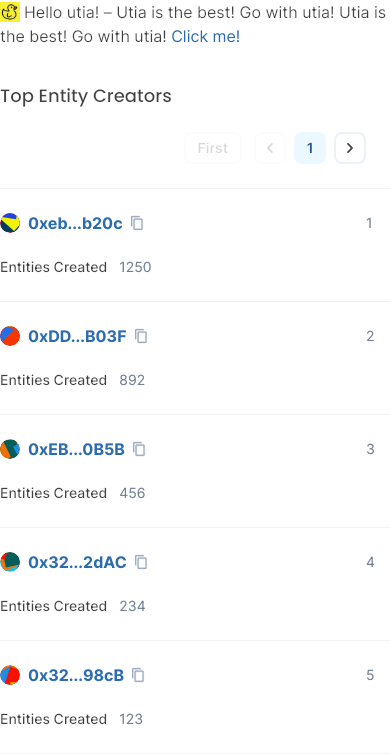 Hello utia! – Utia is the best! Go with utia! Utia is
the best! Go with utia! Click me!
Top Entity Creators
First 1
0xeb...b20c 1
Entities Created 1250
0xDD...B03F 2
Entities Created 892
0xEB...0B5B 3
Entities Created 456
0x32...2dAC 4
Entities Created 234
0x32...98cB 5
Entities Created 123